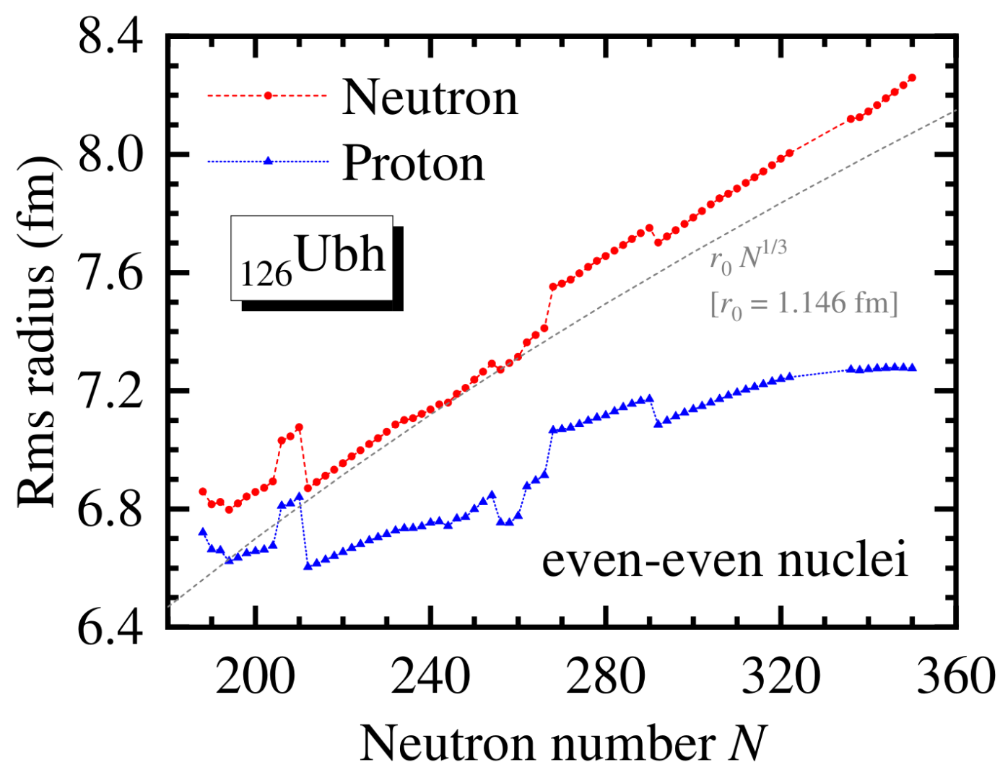 8.4
8.0
7.6
7.2
6.8
6.4
Rms radius (fm)
Neutron
Proton
₁₂₆Ubh
r₀ N¹/³
[r₀ = 1.146 fm]
even-even nuclei
200 240 280 320 360
Neutron number N